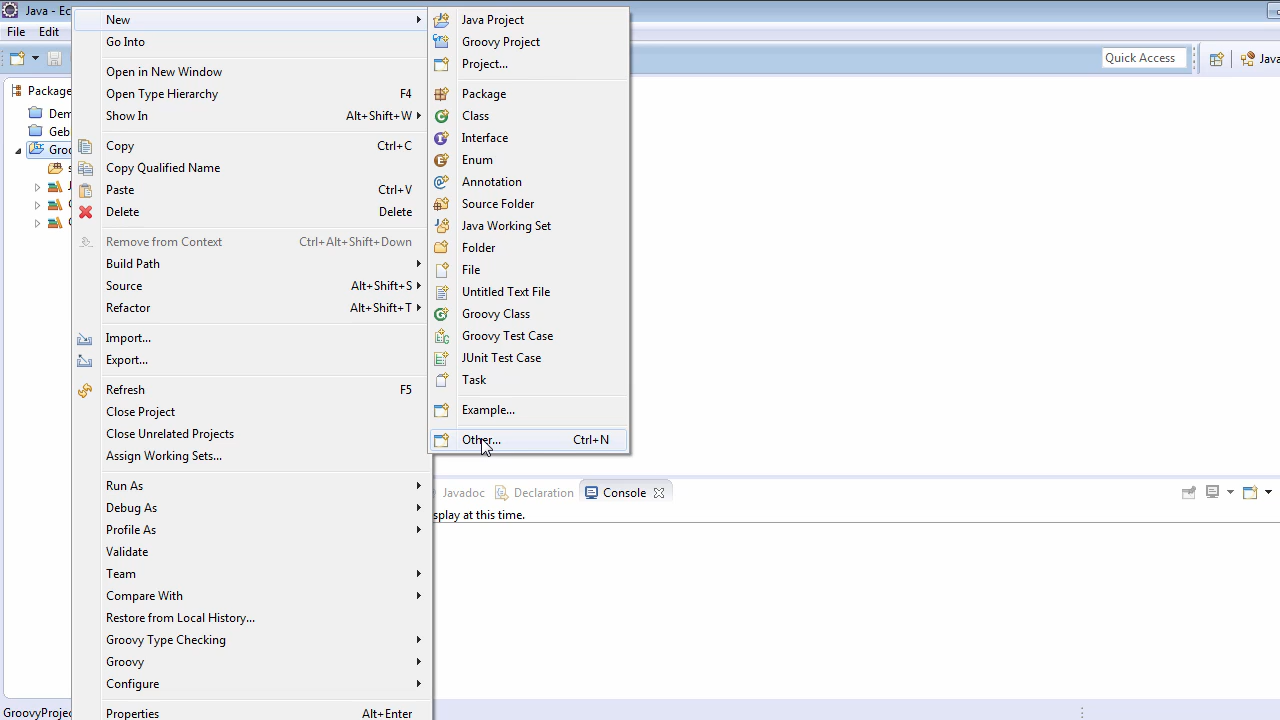 Java - Ec
File Edit
Quick Access
Java
Package
Dem
Geb
Groo
New
Go Into
Open in New Window
Open Type Hierarchy F4
Show In Alt+Shift+W
Copy Ctrl+C
Copy Qualified Name
Paste Ctrl+V
Delete Delete
Remove from Context Ctrl+Alt+Shift+Down
Build Path
Source Alt+Shift+S
Refactor Alt+Shift+T
Import...
Export...
Refresh F5
Close Project
Close Unrelated Projects
Assign Working Sets...
Run As
Debug As
Profile As
Validate
Team
Compare With
Restore from Local History...
Groovy Type Checking
Groovy
Configure
Properties Alt+Enter
Java Project
Groovy Project
Project...
Package
Class
Interface
Enum
Annotation
Source Folder
Java Working Set
Folder
File
Untitled Text File
Groovy Class
Groovy Test Case
JUnit Test Case
Task
Example...
Other... Ctrl+N
Javadoc Declaration Console
splay at this time.
GroovyProjec